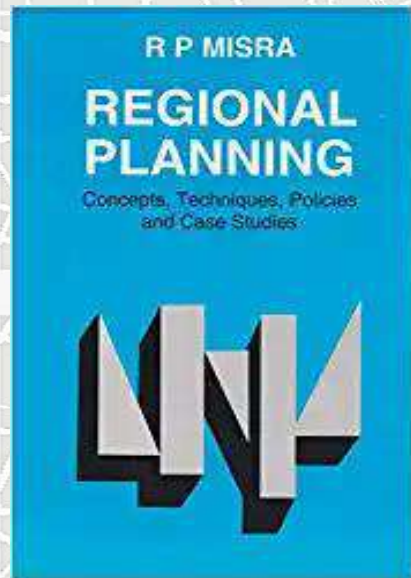 R P MISRA
REGIONAL
PLANNING
Concepts, Techniques, Policies
and Case Studies